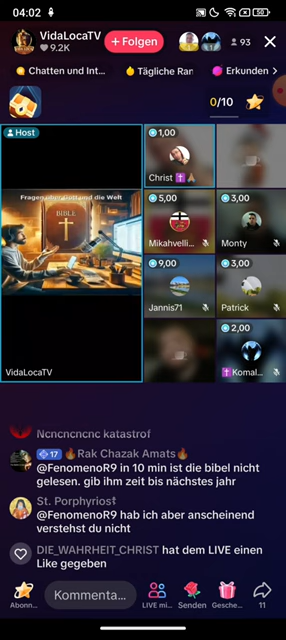 04:02
50
VidaLocaTV
9.2K
+ Folgen
1
93
Chatten und Int...
Tägliche Ran
Erkunden >
0/10
Host
Fragen über Gott und die Welt
BIBLE
VidaLocaTV
1,00
Christ ✝️🙏🏽
5,00
Mikahvelli...
3,00
Monty
9,00
Jannis71
3,00
Patrick
2,00
✝️Komal...
Ncncncncnc katastrof
17 🔥Rak Chazak Amats🔥
@FenomenoR9 in 10 min ist die bibel nicht
gelesen. gib ihm zeit bis nächstes jahr
St. Porphyrios☦
@FenomenoR9 hab ich aber anscheinend
verstehst du nicht
DIE_WAHRHEIT_CHRIST hat dem LIVE einen
Like gegeben
Abonn...
Kommenta...
LIVE mi...
Senden
Gesche...
11